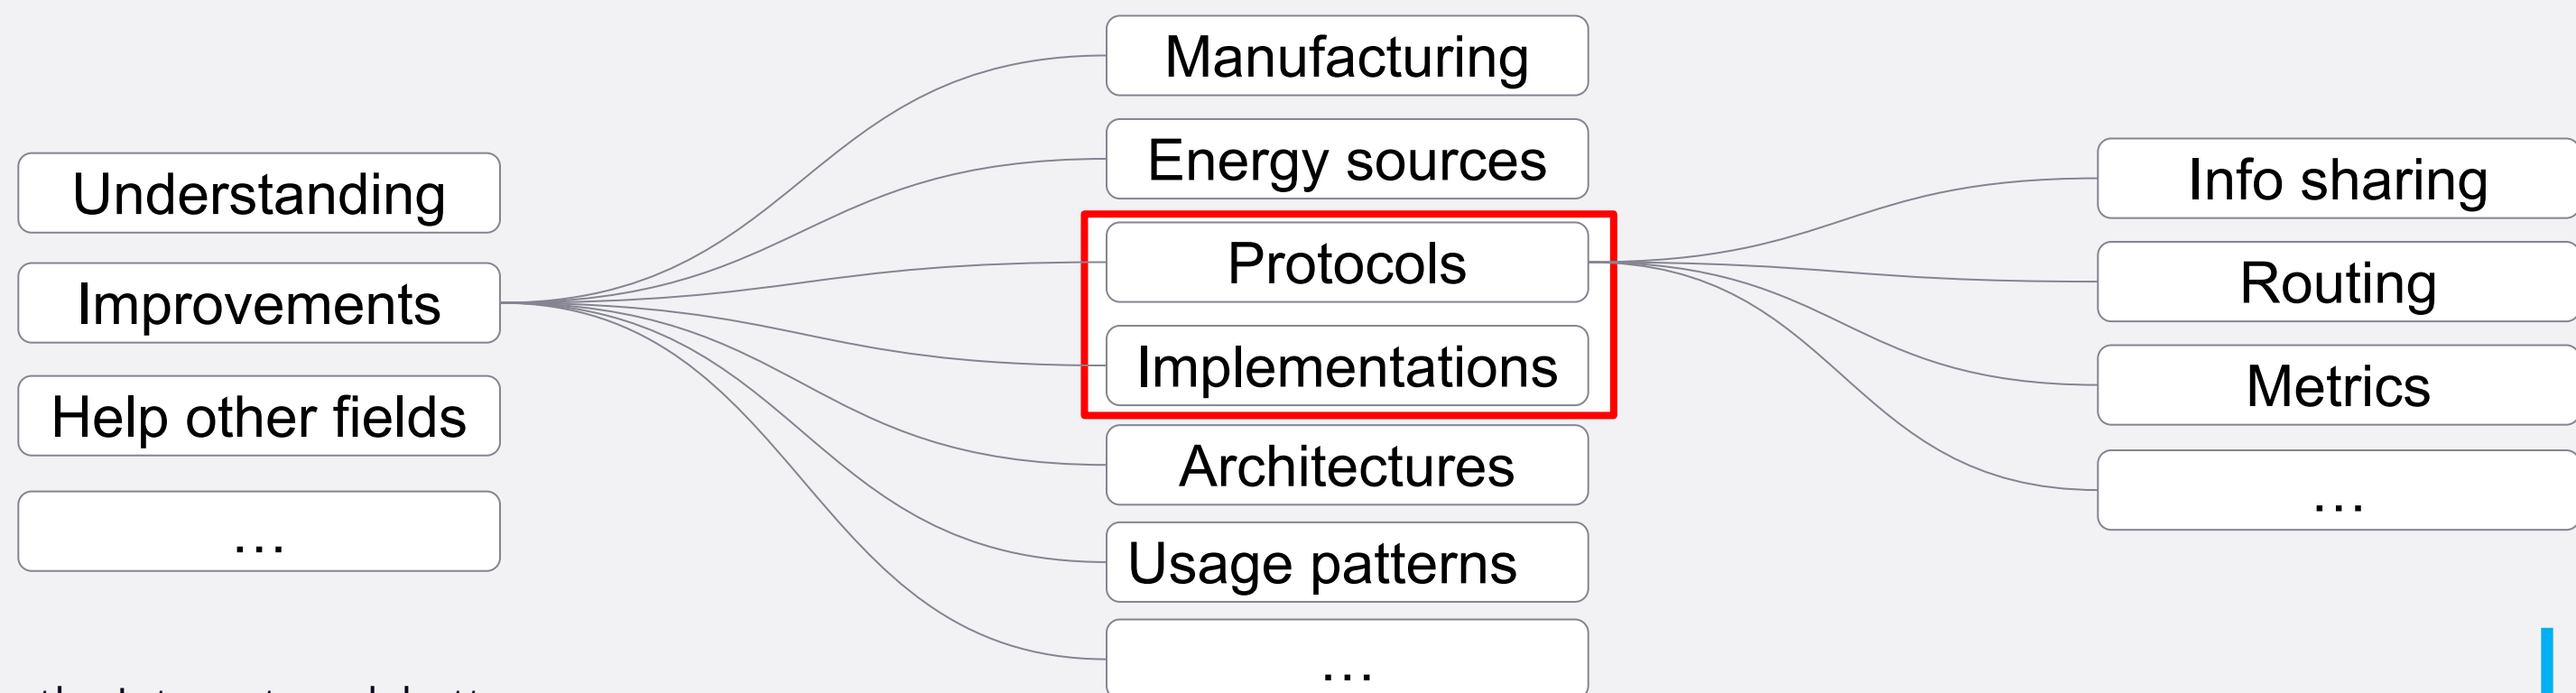 Understanding
Improvements
Help other fields
…
Manufacturing
Energy sources
Protocols
Implementations
Architectures
Usage patterns
…
Info sharing
Routing
Metrics
…